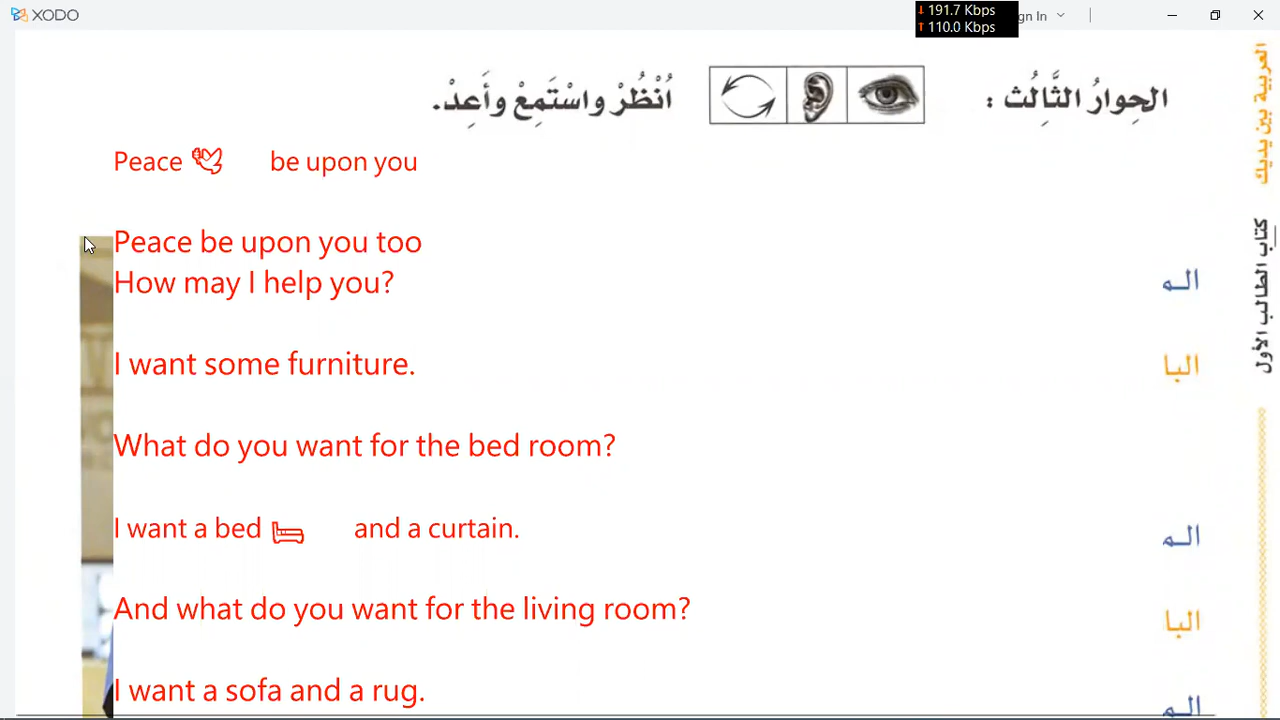 XODO
↓ 191.7 Kbps
↑ 110.0 Kbps
gn In
الحِوارُ الثَّالِث :
اُنْظُرْ واسْتَمِعْ وأَعِدْ.
Peace be upon you
Peace be upon you too
How may I help you?
I want some furniture.
What do you want for the bed room?
I want a bed and a curtain.
And what do you want for the living room?
I want a sofa and a rug.
الـم
البا
الـم
البا
الـم
العربية بين يديك
كتاب الطالب الأول